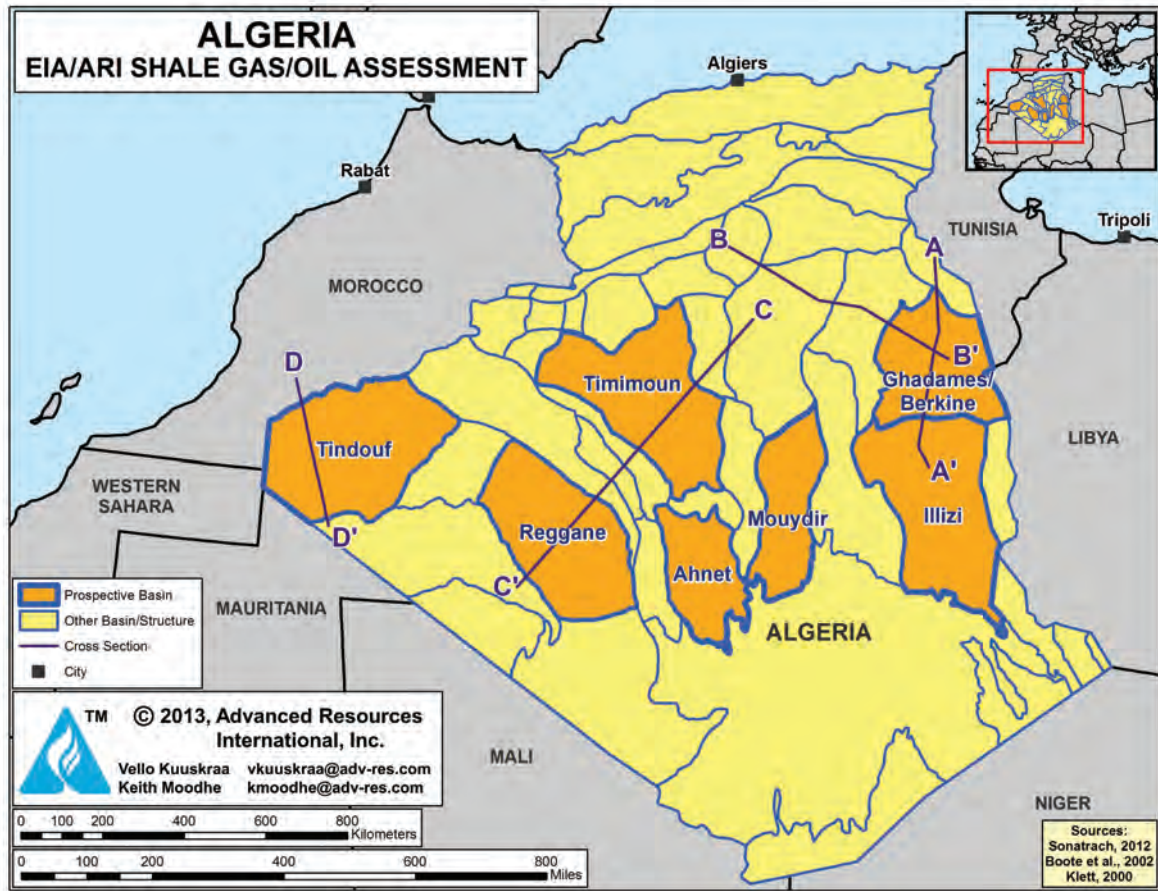 ALGERIA
EIA/ARI SHALE GAS/OIL ASSESSMENT
Algiers
Rabat
TUNISIA
Tripoli
MOROCCO
B
A
C
D
B'
Ghadames/
Berkine
Timimoun
Tindouf
LIBYA
A'
WESTERN
SAHARA
Mouydir
Illizi
Reggane
D'
Ahnet
C'
ALGERIA
Prospective Basin
Other Basin/Structure
Cross Section
City
MAURITANIA
TM
© 2013, Advanced Resources
International, Inc.
Vello Kuuskraa vkuuskraa@adv-res.com
Keith Moodhe kmoodhe@adv-res.com
MALI
NIGER
0 100 200 400 600 800
Kilometers
0 100 200 400 600 800
Miles
Sources:
Sonatrach, 2012
Boote et al., 2002
Klett, 2000